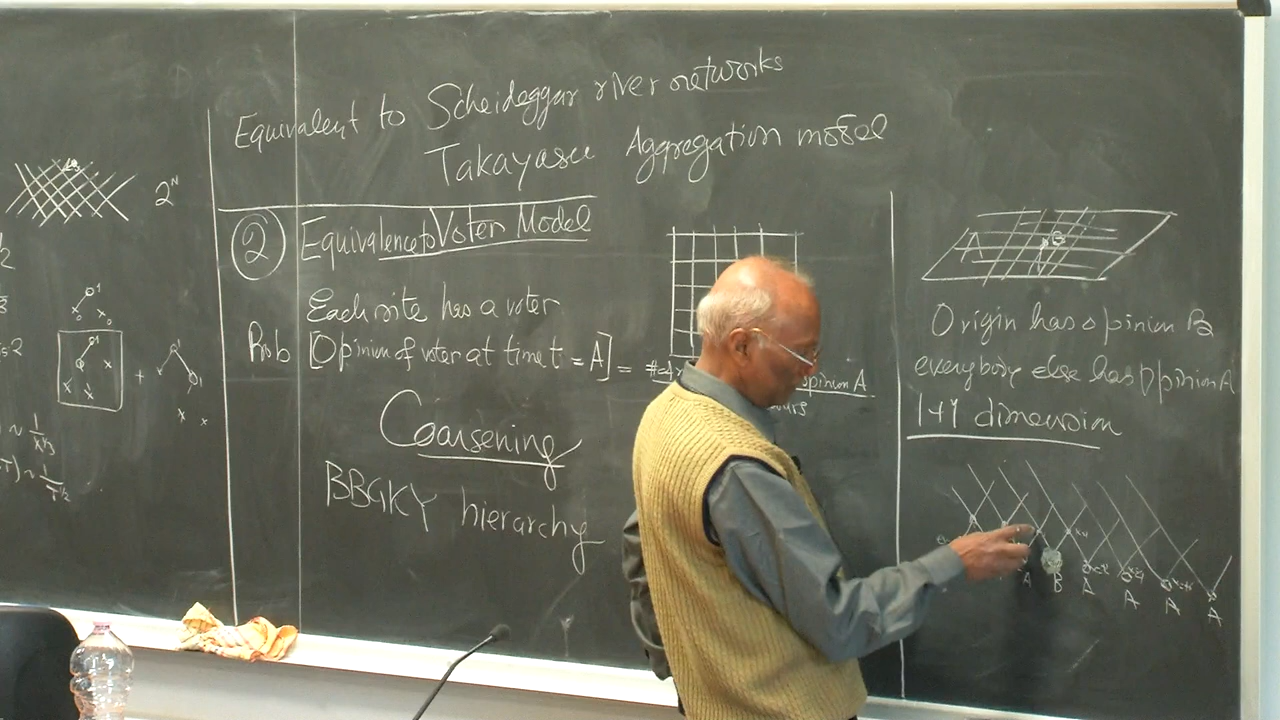 Equivalent to Scheideggar river networks
Takayasu Aggregation model
2^N
② Equivalence to Voter Model
Each site has a voter
Prob [Opinion of voter at time t = A] =
opinion A
Coarsening
BBGKY hierarchy
A
Origin has opinion B
everybody else has opinion A
1+1 dimension
A B A A A A